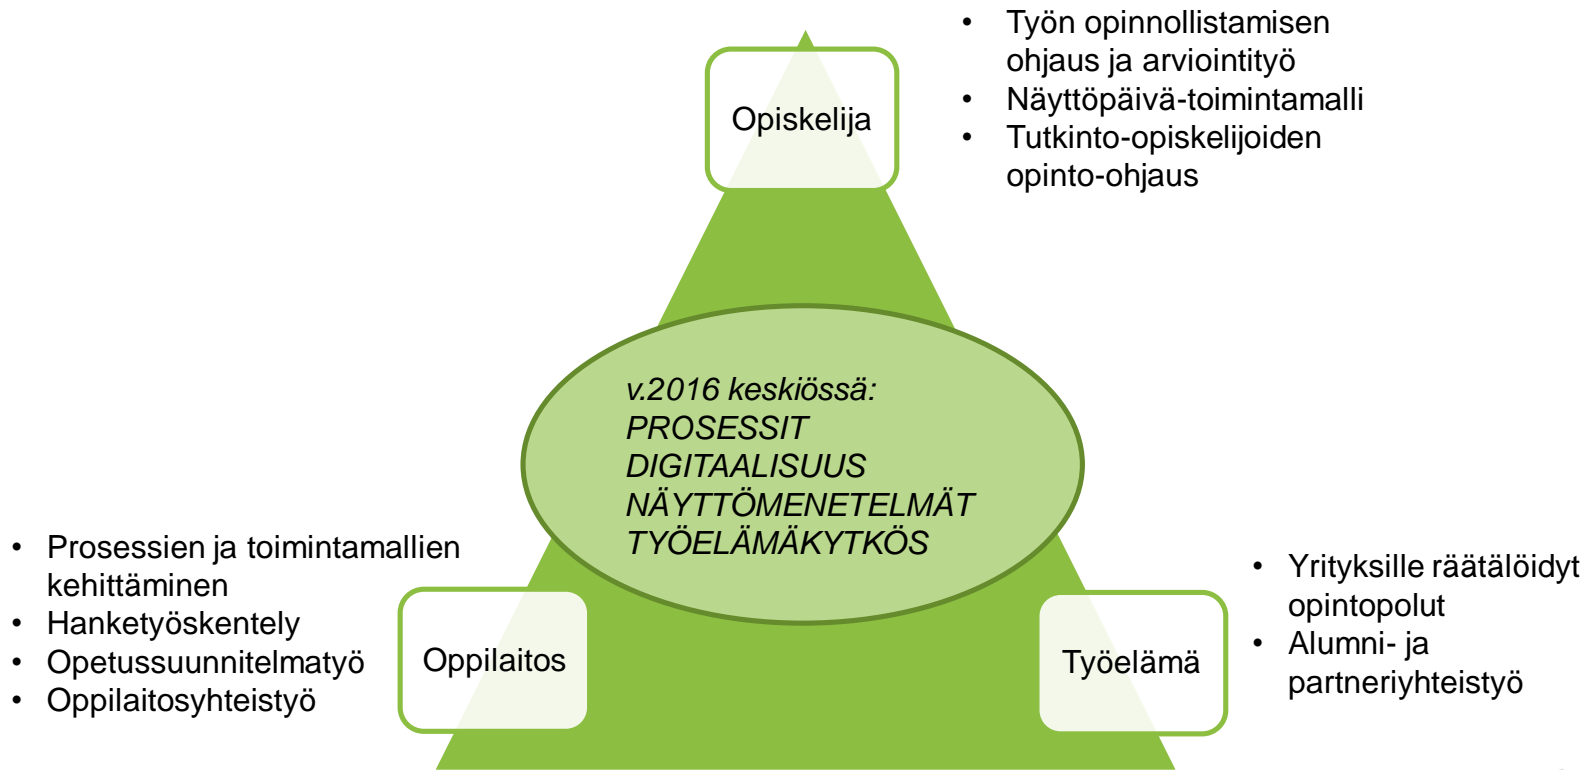 • Työn opinnollistamisen
ohjaus ja arviointityö
• Näyttöpäivä-toimintamalli
• Tutkinto-opiskelijoiden
opinto-ohjaus
Opiskelija
v.2016 keskiössä:
PROSESSIT
DIGITAALISUUS
NÄYTTÖMENETELMÄT
TYÖELÄMÄKYTKÖS
• Prosessien ja toimintamallien
kehittäminen
• Hanketyöskentely
• Opetussuunnitelmatyö
• Oppilaitosyhteistyö
Oppilaitos
Työelämä
• Yrityksille räätälöidyt
opintopolut
• Alumni- ja
partneriyhteistyö